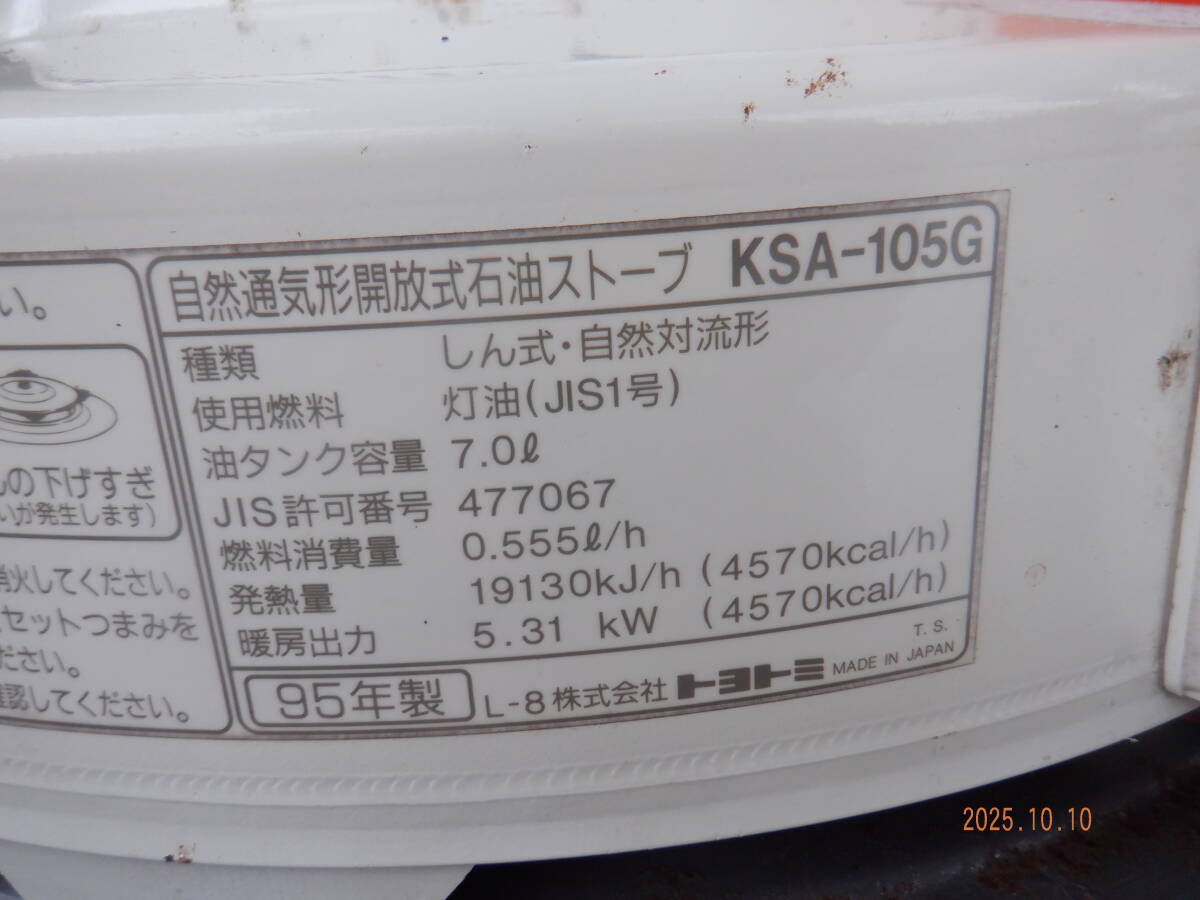 い。
の下げすぎ
いが発生します)
消火してください。
セットつまみを
ださい。
確認してください。
自然通気形開放式石油ストーブ KSA-105G
種類 しん式・自然対流形
使用燃料 灯油(JIS1号)
油タンク容量 7.0ℓ
JIS許可番号 477067
燃料消費量 0.555ℓ/h
発熱量 19130kJ/h (4570kcal/h)
暖房出力 5.31 kW (4570kcal/h)
T. S.
95年製 L-8 株式会社 トヨトミ MADE IN JAPAN
2025.10.10